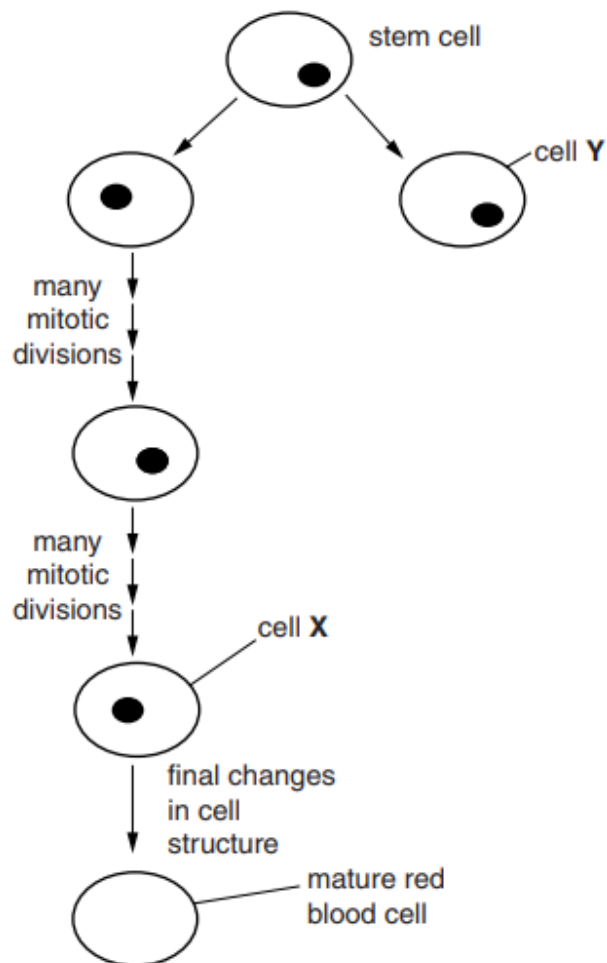 stem cell
cell Y
many
mitotic
divisions
many
mitotic
divisions
cell X
final changes
in cell
structure
mature red
blood cell